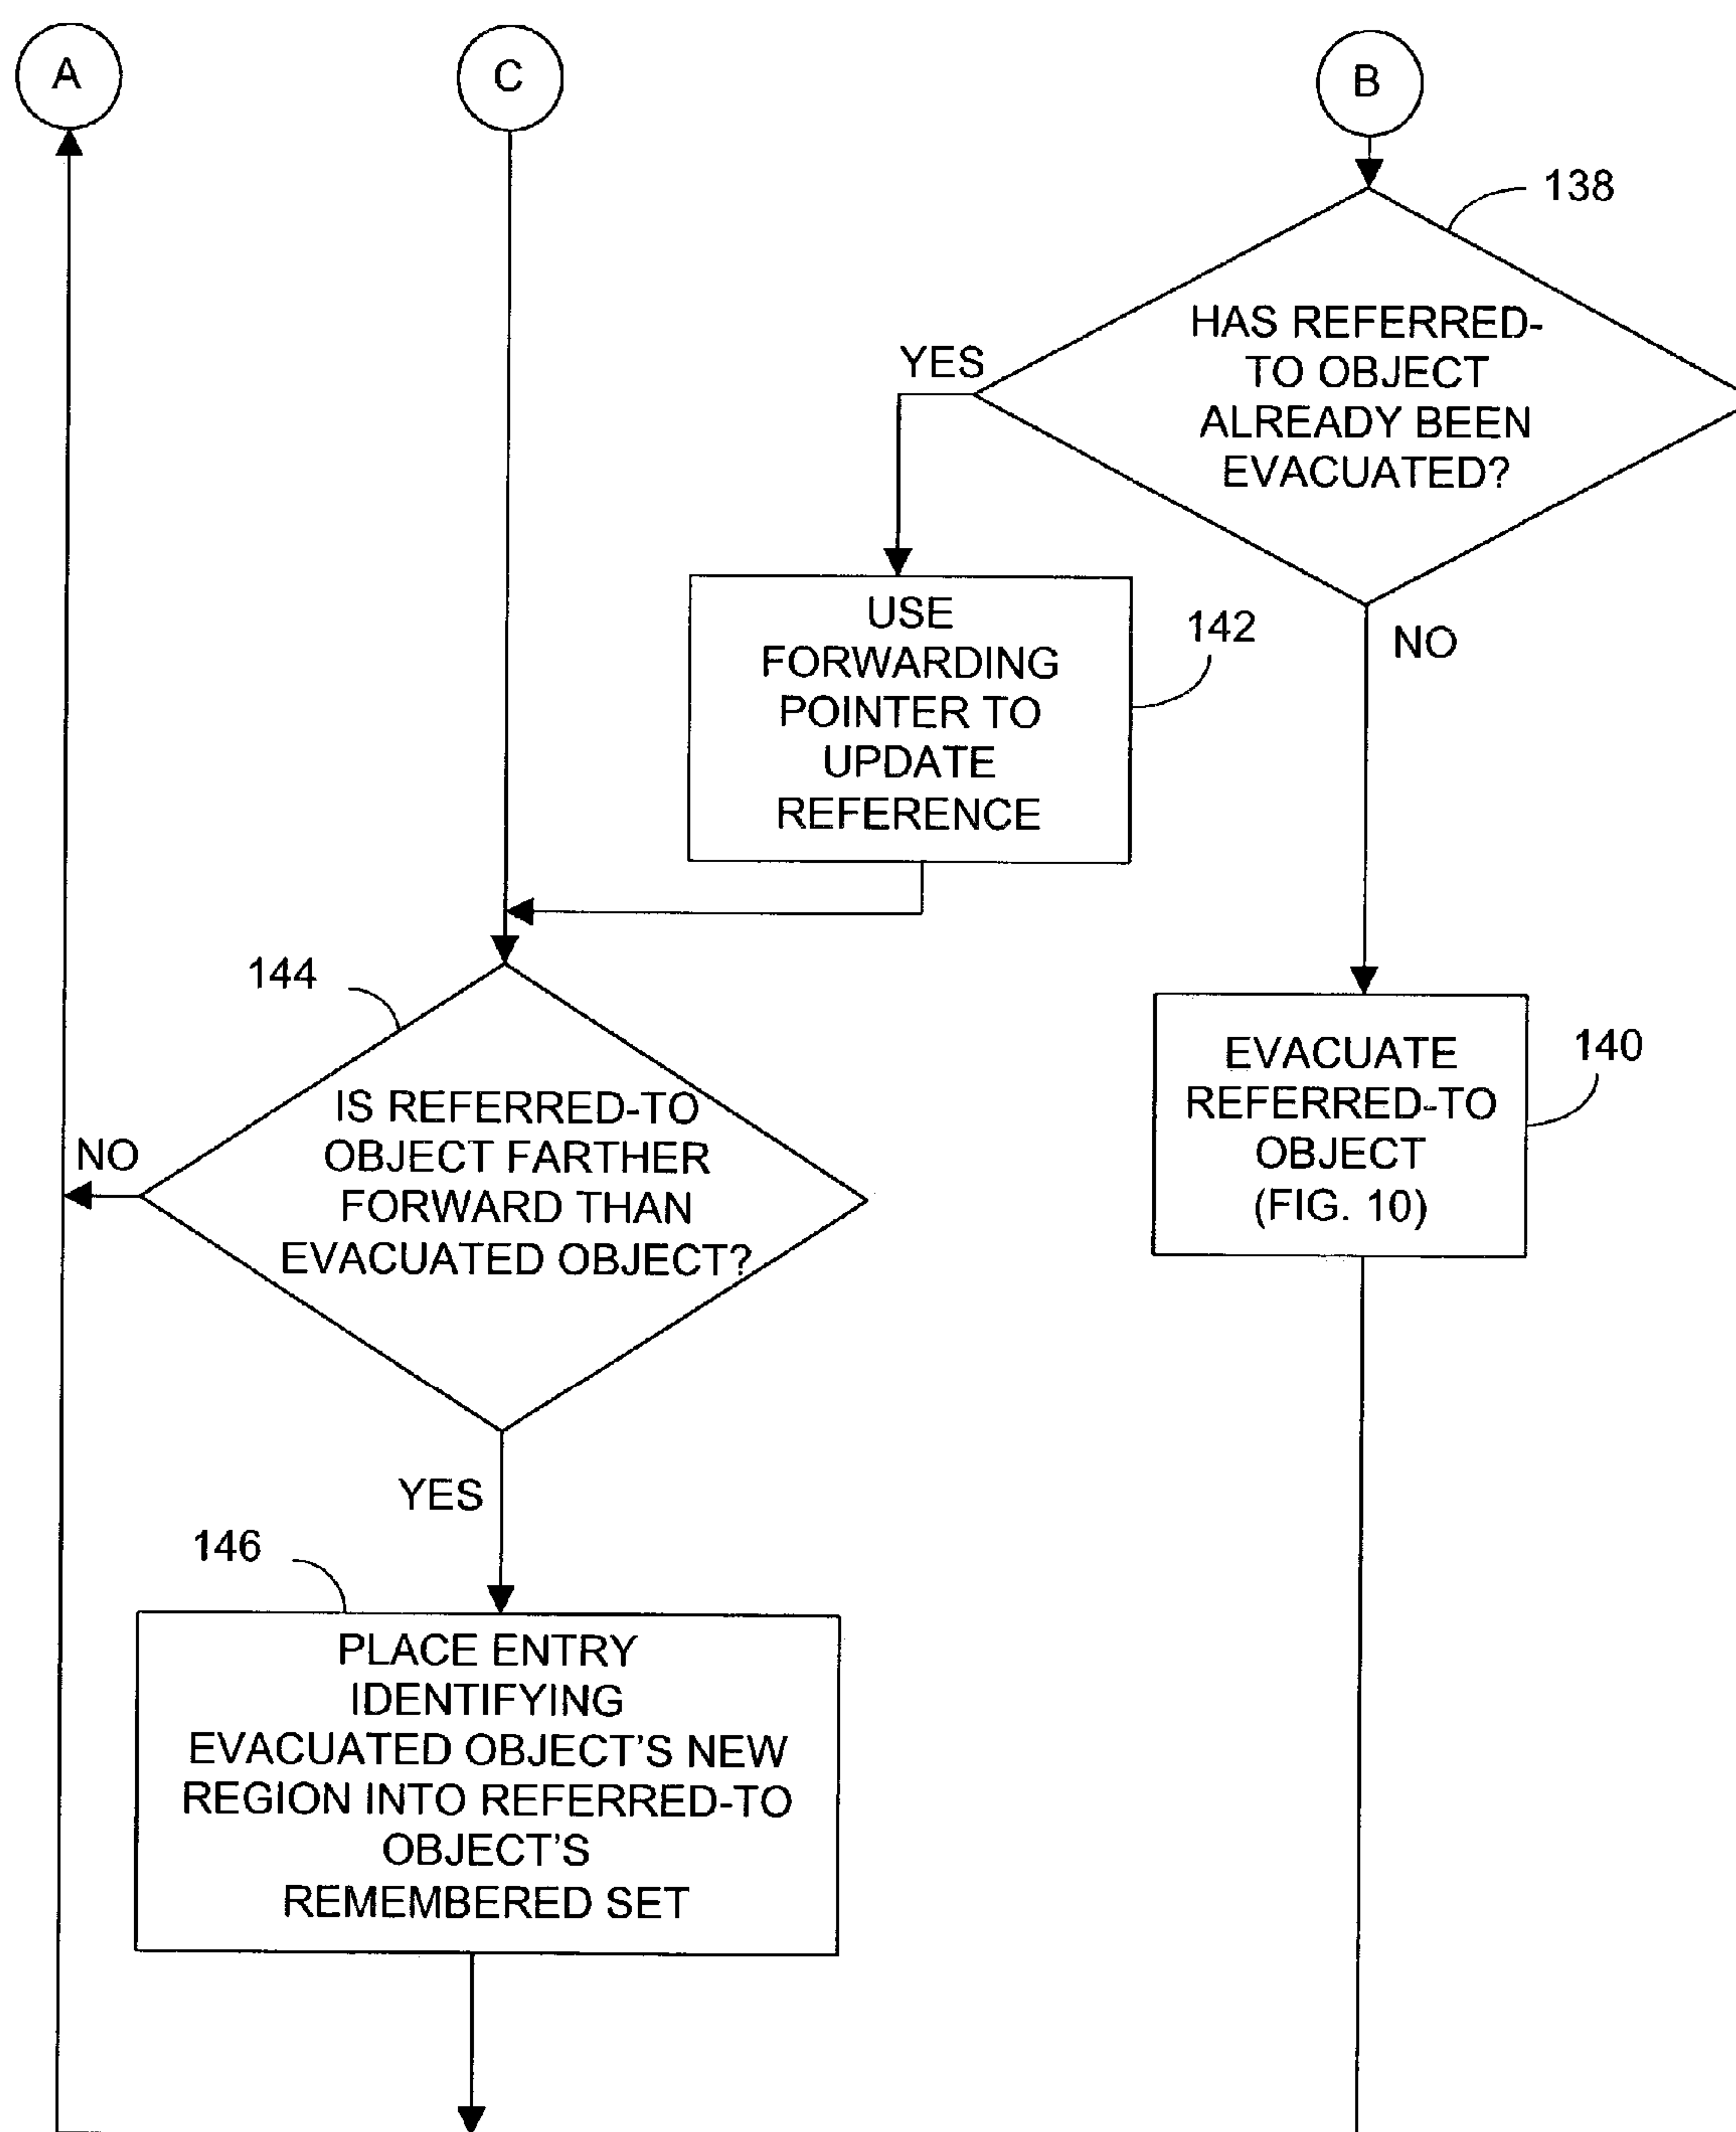 A
C
B
138
HAS REFERRED-
TO OBJECT
ALREADY BEEN
EVACUATED?
YES
NO
USE
FORWARDING
POINTER TO
UPDATE
REFERENCE
142
144
IS REFERRED-TO
OBJECT FARTHER
FORWARD THAN
EVACUATED OBJECT?
NO
YES
EVACUATE
REFERRED-TO
OBJECT
(FIG. 10)
140
146
PLACE ENTRY
IDENTIFYING
EVACUATED OBJECT'S NEW
REGION INTO REFERRED-TO
OBJECT'S
REMEMBERED SET